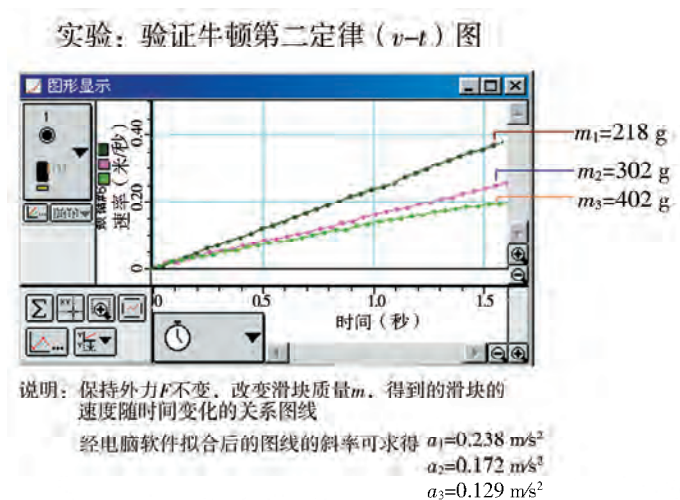 实验：验证牛顿第二定律（v-t）图
图形显示
1
速率（米/秒）
0.40
0.20
0
m₁=218 g
m₂=302 g
m₃=402 g
0 0.5 1.0 1.5
时间（秒）
说明：保持外力F不变，改变滑块质量m，得到的滑块的
速度随时间变化的关系图线
经电脑软件拟合后的图线的斜率可求得 a₁=0.238 m/s²
a₂=0.172 m/s²
a₃=0.129 m/s²